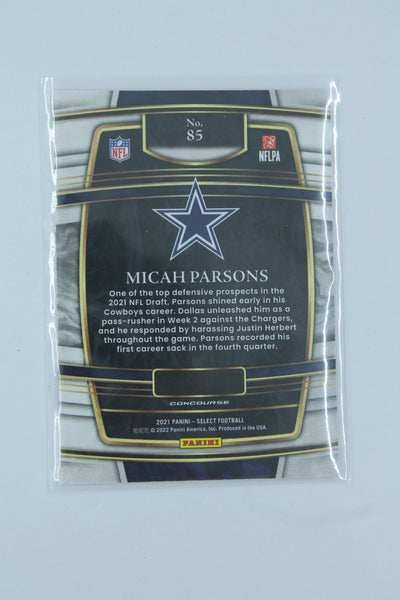 No.
85
NFL
NFLPA
MICAH PARSONS
One of the top defensive prospects in the
2021 NFL Draft, Parsons shined early in his
Cowboys career. Dallas unleashed him as a
pass-rusher in Week 2 against the Chargers,
and he responded by harassing Justin Herbert
throughout the game. Parsons recorded his
first career sack in the fourth quarter.
CONCOURSE
2021 PANINI – SELECT FOOTBALL
© 2022 Panini America, Inc. Produced in the USA.
PANINI